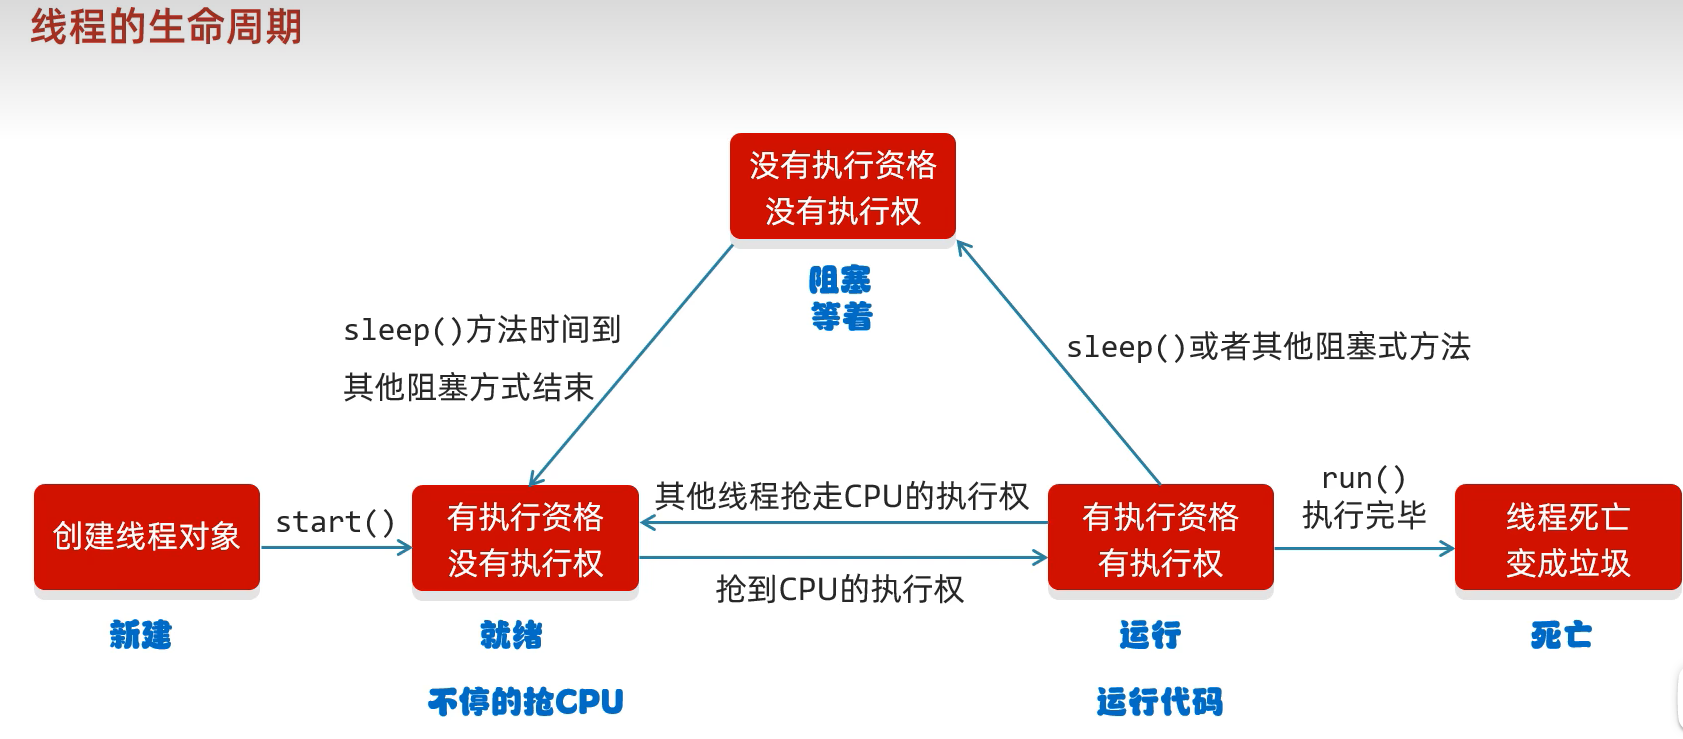 线程的生命周期
没有执行资格
没有执行权
阻塞
等着
sleep()方法时间到
其他阻塞方式结束
sleep()或者其他阻塞式方法
创建线程对象
新建
start()
有执行资格
没有执行权
就绪
不停的抢CPU
其他线程抢走CPU的执行权
抢到CPU的执行权
有执行资格
有执行权
运行
运行代码
run()
执行完毕
线程死亡
变成垃圾
死亡